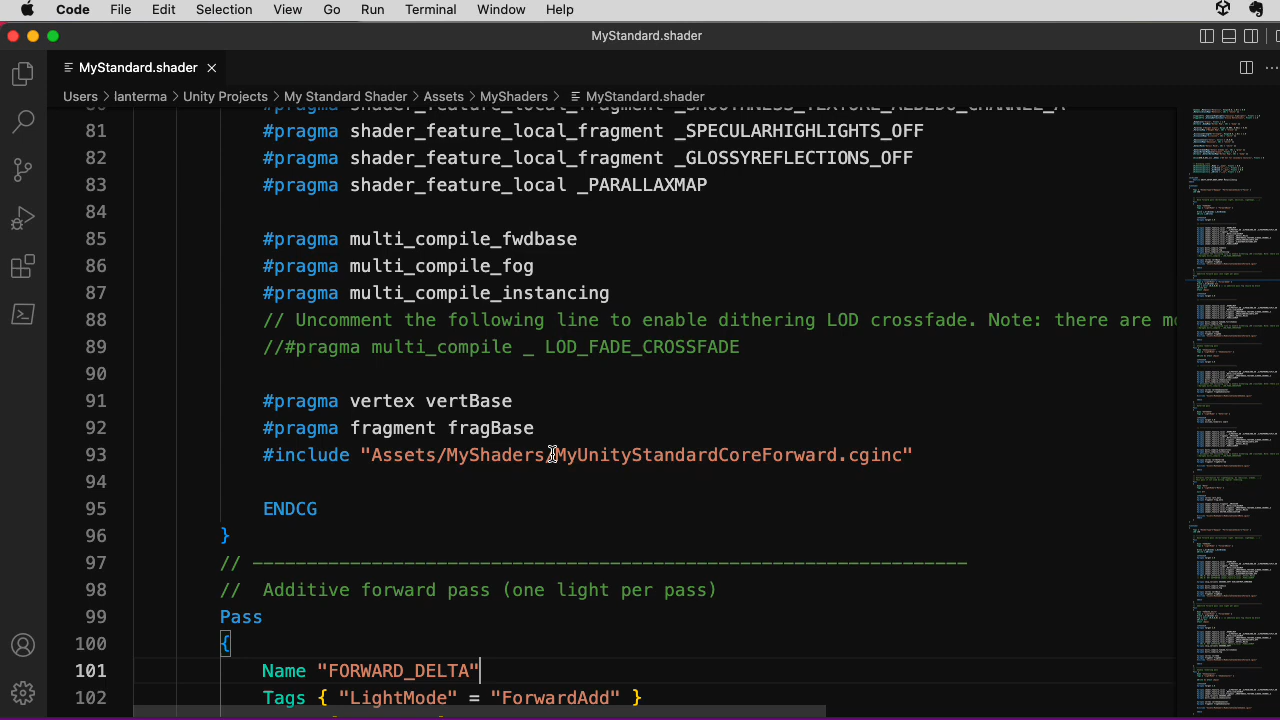 Code File Edit Selection View Go Run Terminal Window Help
MyStandard.shader
MyStandard.shader
Users > lanterma > Unity Projects > My Standard Shader > Assets > MyShaders > MyStandard.shader
81 #pragma shader_feature_local_fragment _SPECULARHIGHLIGHTS_OFF
82 #pragma shader_feature_local_fragment _GLOSSYREFLECTIONS_OFF
83 #pragma shader_feature_local _PARALLAXMAP
84
85 #pragma multi_compile_fwdbase
86 #pragma multi_compile_fog
87 #pragma multi_compile_instancing
88 // Uncomment the following line to enable dithering LOD crossfade. Note: there are mo
89 //#pragma multi_compile _ LOD_FADE_CROSSFADE
90
91 #pragma vertex vertBase
92 #pragma fragment fragBase
93 #include "Assets/MyShaders/MyUnityStandardCoreForward.cginc"
94
95 ENDCG
96 }
97 // ------------------------------------------------------------------
98 // Additive forward pass (one light per pass)
99 Pass
100 {
101 Name "FORWARD_DELTA"
102 Tags { "LightMode" = "ForwardAdd" }